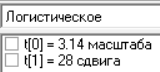 Логистическое
t[0] = 3.14 масштаба
t[1] = 28 сдвига